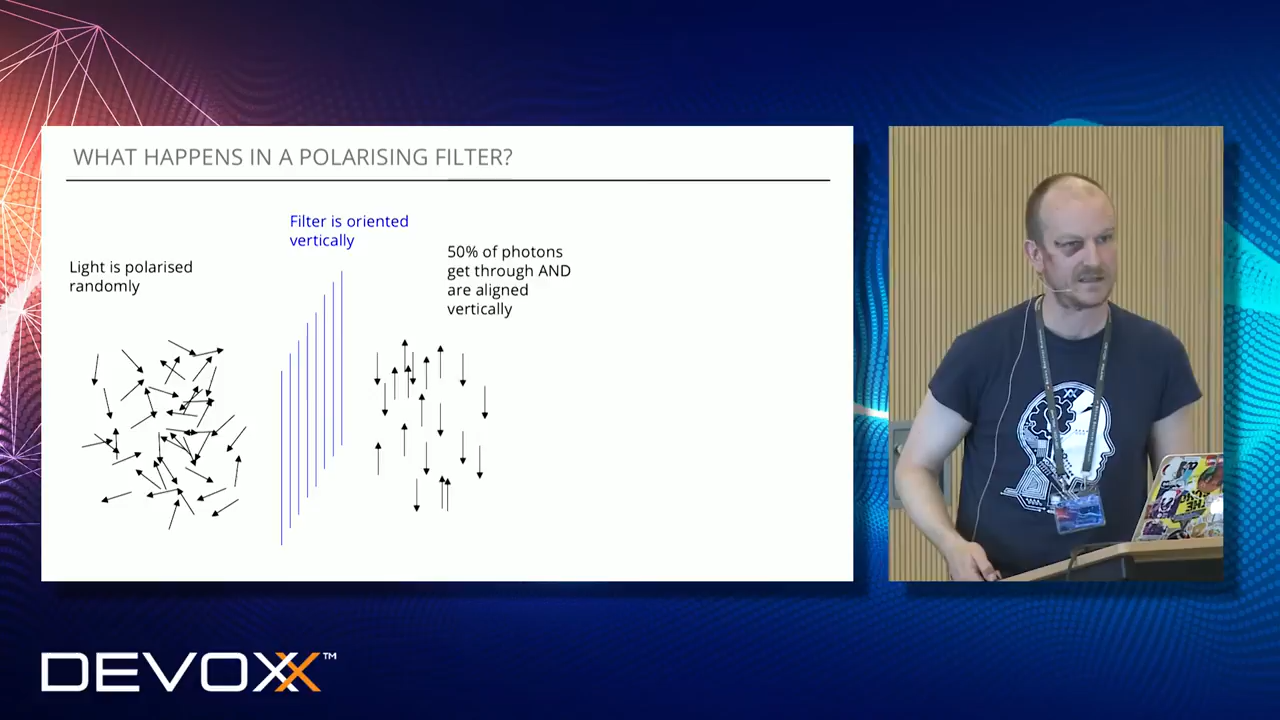 WHAT HAPPENS IN A POLARISING FILTER?
Filter is oriented
vertically
50% of photons
get through AND
are aligned
vertically
Light is polarised
randomly
DEVOXX™